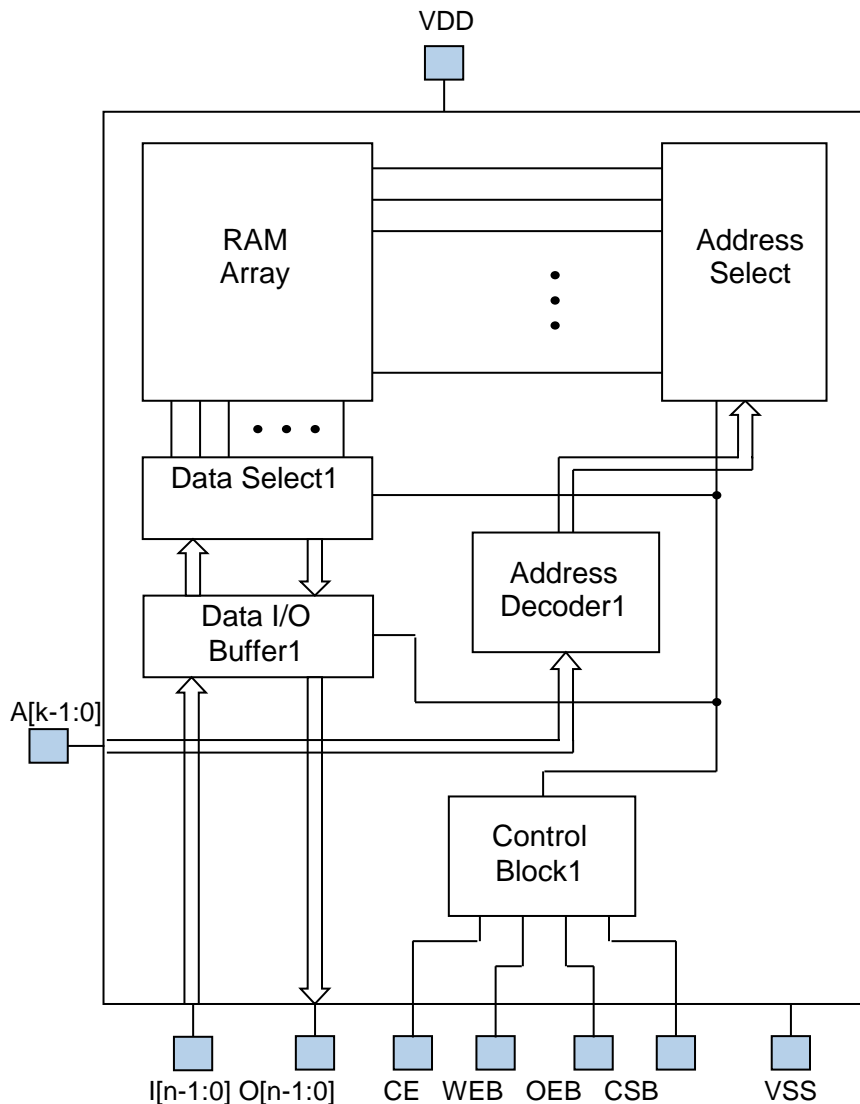 VDD
RAM
Array
Address
Select
Data Select1
Address
Decoder1
Data I/O
Buffer1
A[k-1:0]
Control
Block1
I[n-1:0] O[n-1:0] CE WEB OEB CSB VSS